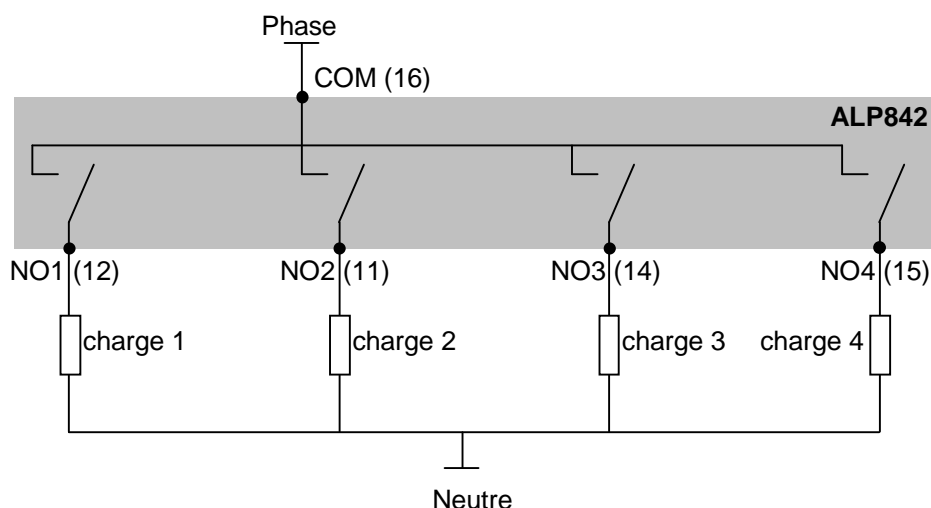 Phase
COM (16)
ALP842
NO1 (12)
NO2 (11)
NO3 (14)
NO4 (15)
charge 1
charge 2
charge 3
charge 4
Neutre